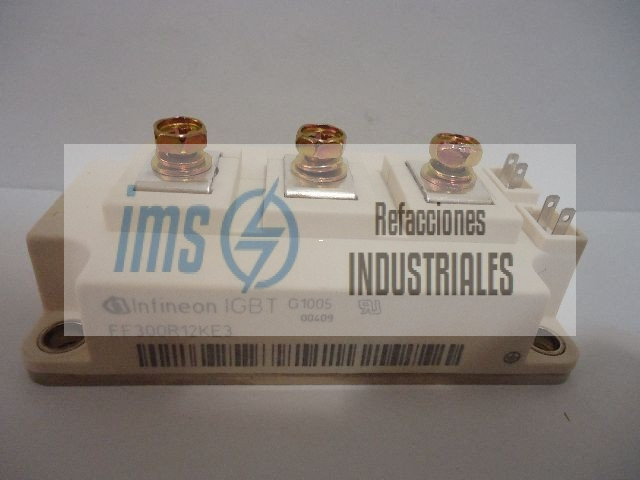 ims Refacciones
INDUSTRIALES
Infineon IGBT G1005
00409
FF300R12KE3